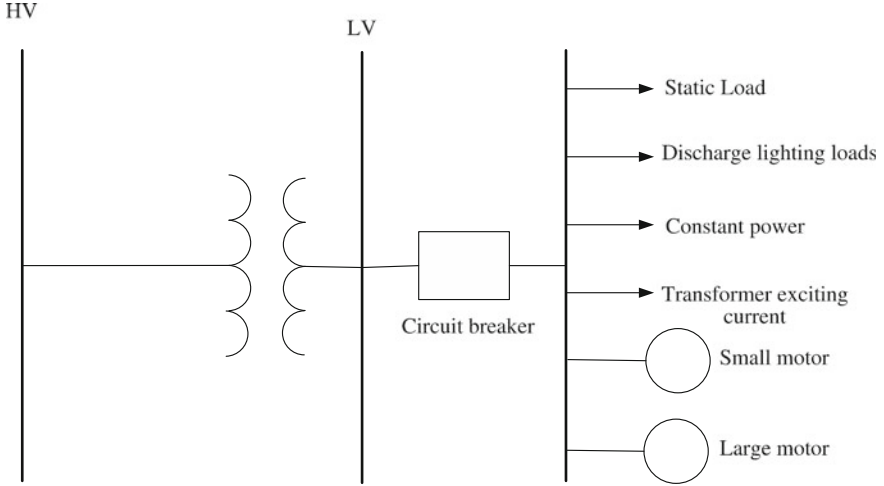 HV
LV
Static Load
Discharge lighting loads
Constant power
Transformer exciting
current
Circuit breaker
Small motor
Large motor